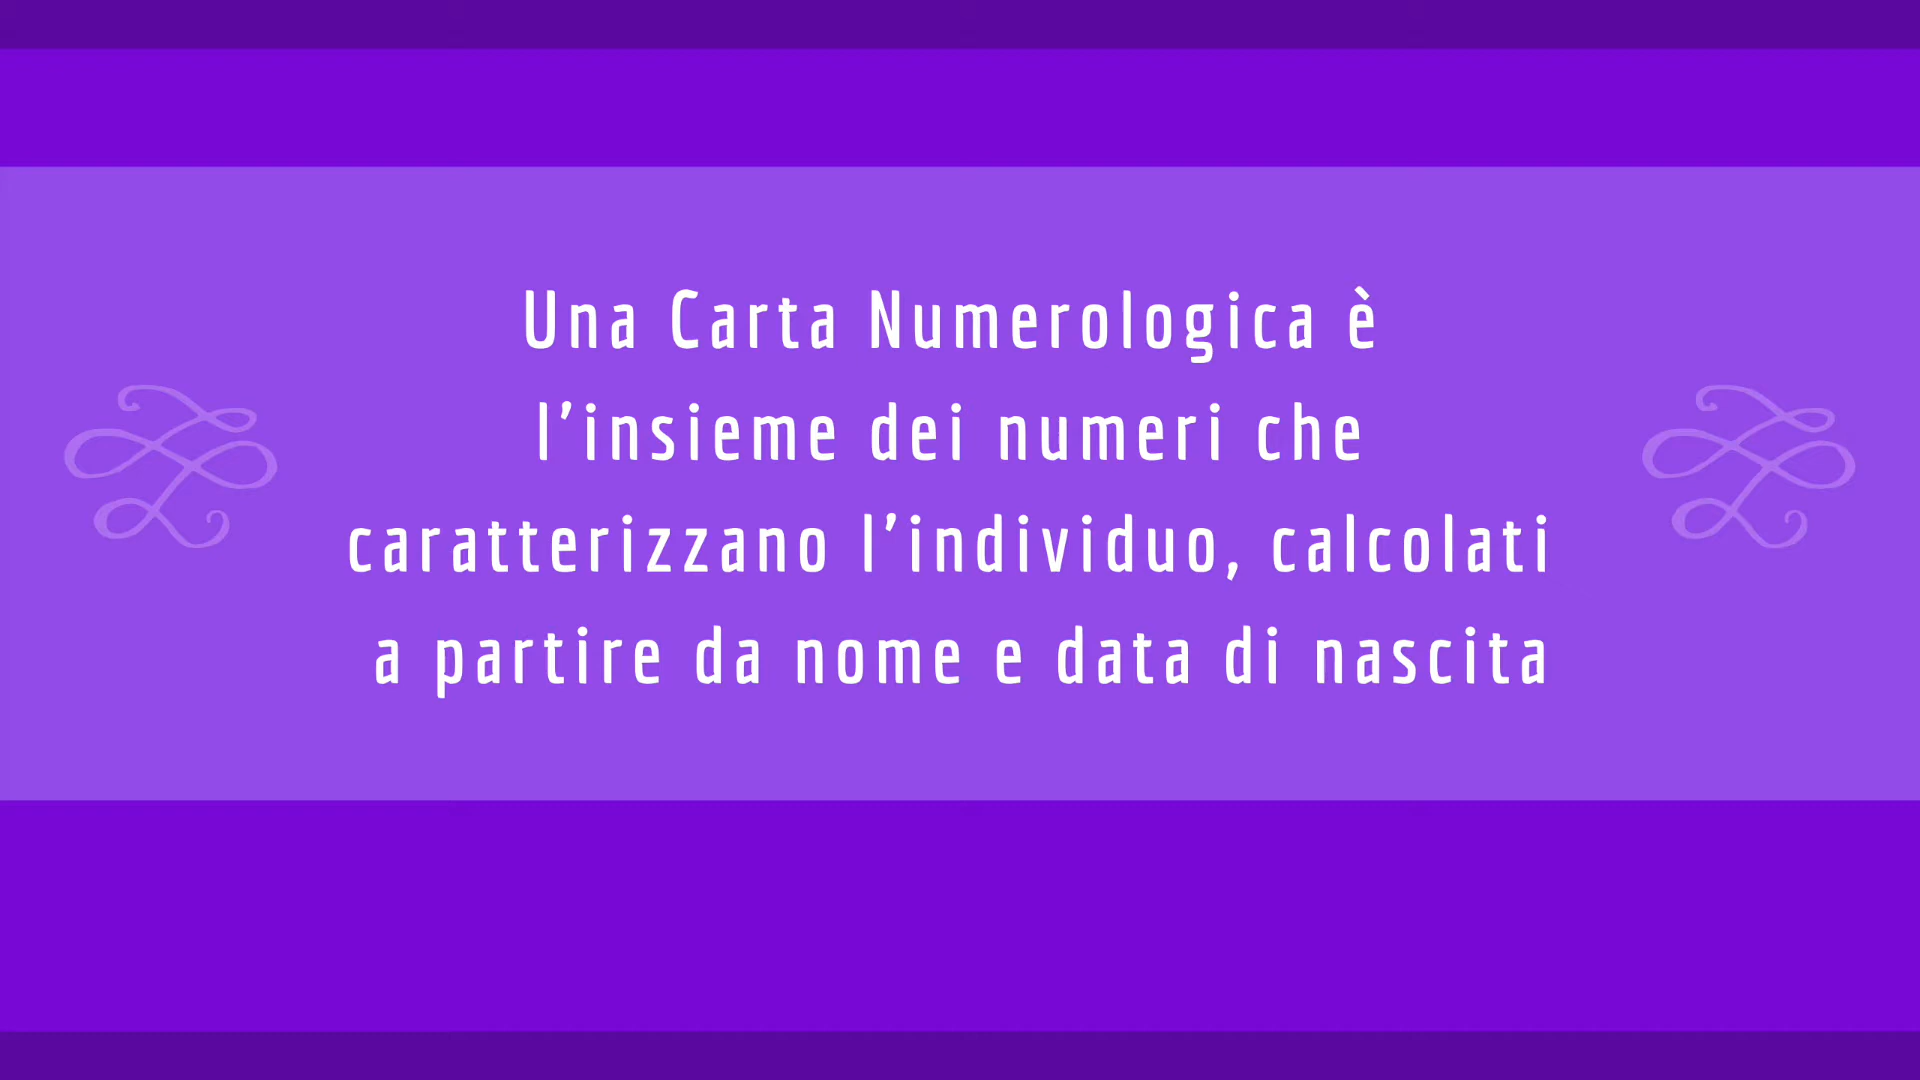 Una Carta Numerologica è
l’insieme dei numeri che
caratterizzano l’individuo, calcolati
a partire da nome e data di nascita